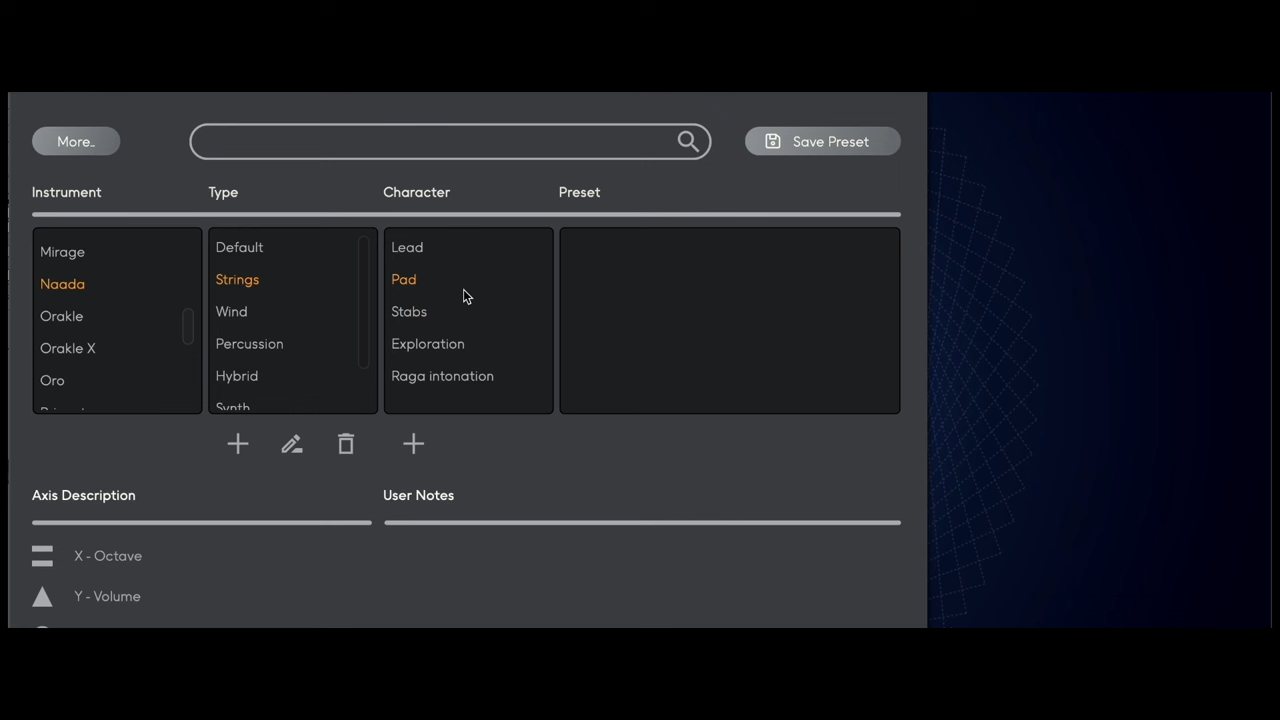 More..
Save Preset
Instrument
Type
Character
Preset
Mirage
Naada
Orakle
Orakle X
Oro
Default
Strings
Wind
Percussion
Hybrid
Synth
Lead
Pad
Stabs
Exploration
Raga intonation
Axis Description
User Notes
X - Octave
Y - Volume